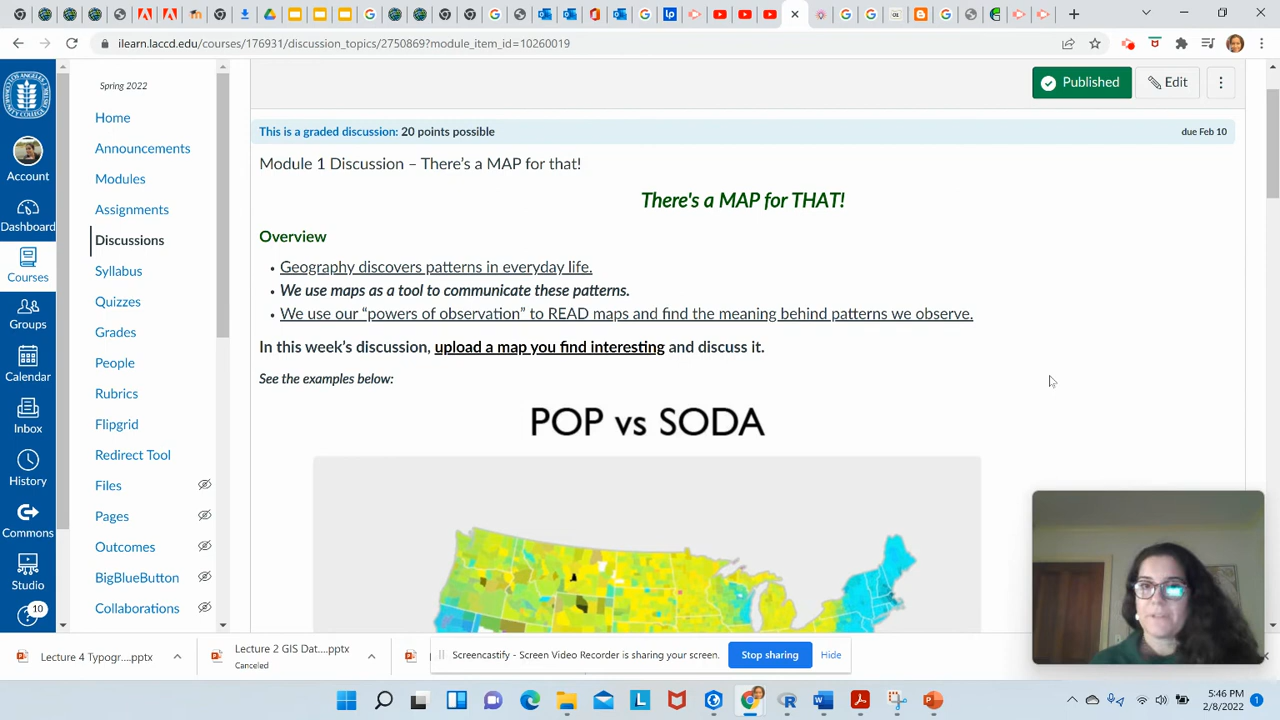 ilearn.laccd.edu/courses/176931/discussion_topics/2750869?module_item_id=10260019
Account
Dashboard
Courses
Groups
Calendar
Inbox
History
Commons
Studio
10
Spring 2022
Home
Announcements
Modules
Assignments
Discussions
Syllabus
Quizzes
Grades
People
Rubrics
Flipgrid
Redirect Tool
Files
Pages
Outcomes
BigBlueButton
Collaborations
Published
Edit
This is a graded discussion: 20 points possible
due Feb 10
Module 1 Discussion – There's a MAP for that!
There's a MAP for THAT!
Overview
• Geography discovers patterns in everyday life.
• We use maps as a tool to communicate these patterns.
• We use our “powers of observation” to READ maps and find the meaning behind patterns we observe.
In this week's discussion, upload a map you find interesting and discuss it.
See the examples below:
POP vs SODA
Lecture 4 Typogr....pptx
Lecture 2 GIS Dat....pptx
Canceled
Screencastify - Screen Video Recorder is sharing your screen.
Stop sharing
Hide
5:46 PM
2/8/2022
1